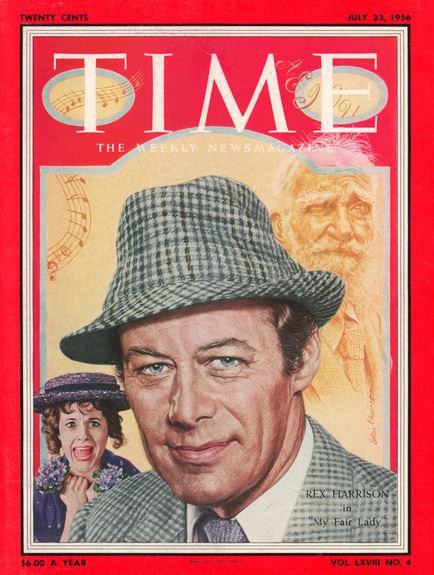 TWENTY CENTS
JULY 23, 1956
TIME
THE WEEKLY NEWSMAGAZINE
REX HARRISON
in
"My Fair Lady"
$6.00 A YEAR
VOL. LXVIII NO. 4